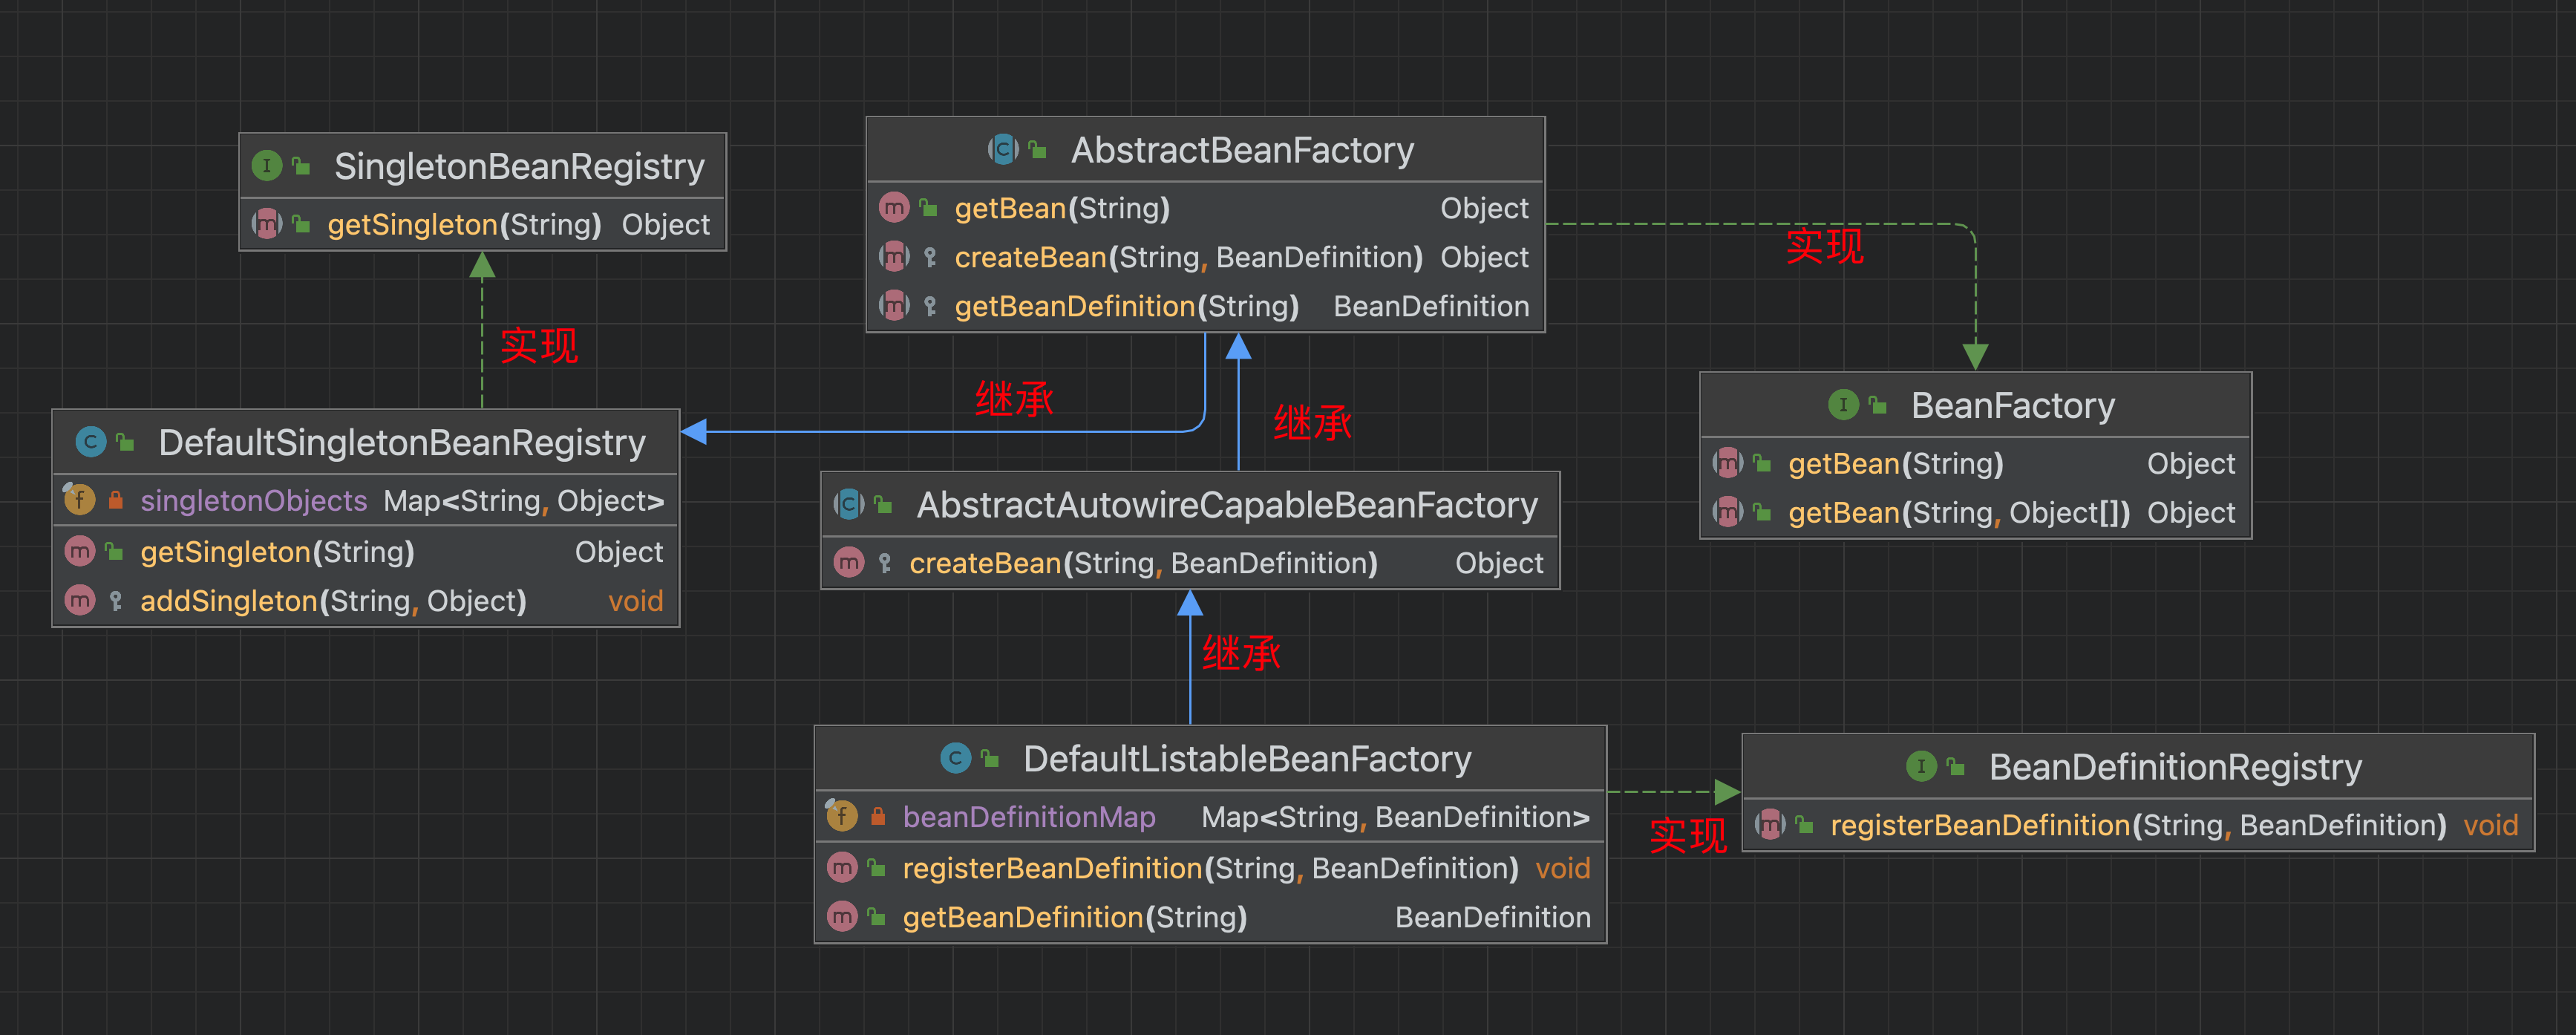 SingletonBeanRegistry
getSingleton(String) Object
实现
DefaultSingletonBeanRegistry
singletonObjects Map<String, Object>
getSingleton(String) Object
addSingleton(String, Object) void
AbstractBeanFactory
getBean(String) Object
createBean(String, BeanDefinition) Object
getBeanDefinition(String) BeanDefinition
继承
继承
实现
BeanFactory
getBean(String) Object
getBean(String, Object[]) Object
AbstractAutowireCapableBeanFactory
createBean(String, BeanDefinition) Object
继承
DefaultListableBeanFactory
beanDefinitionMap Map<String, BeanDefinition>
registerBeanDefinition(String, BeanDefinition) void
getBeanDefinition(String) BeanDefinition
实现
BeanDefinitionRegistry
registerBeanDefinition(String, BeanDefinition) void